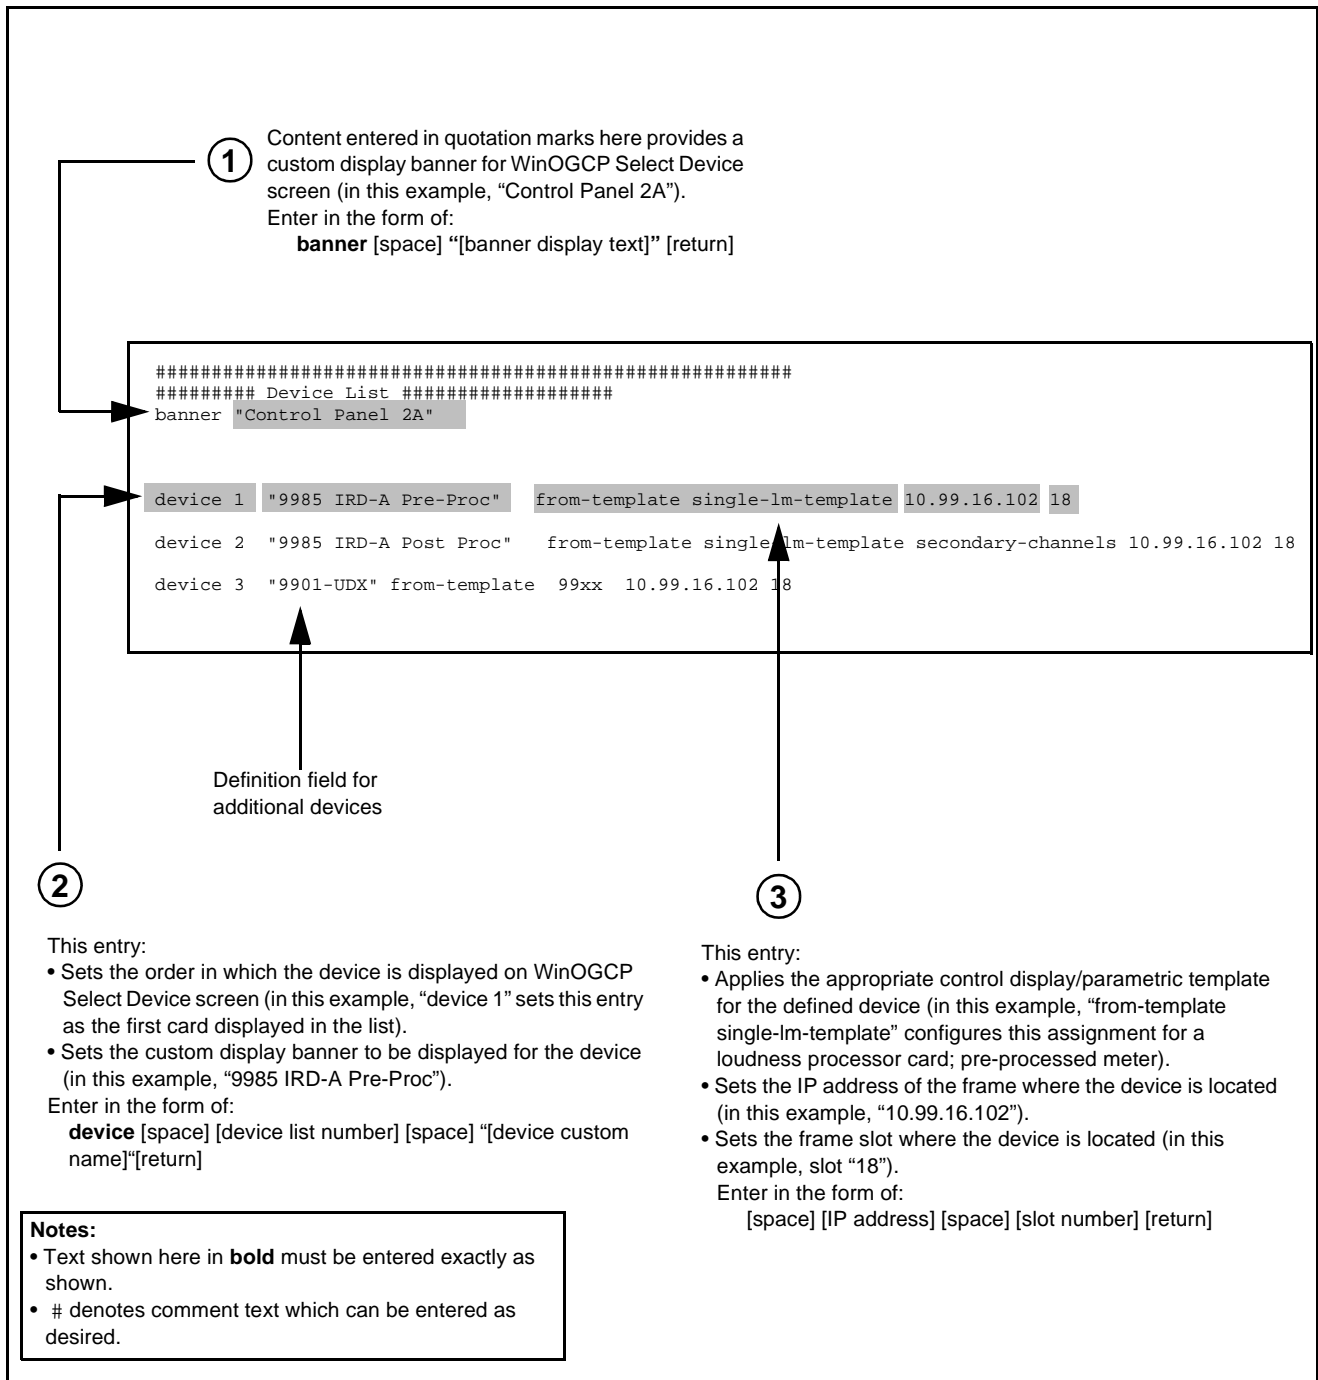 1
Content entered in quotation marks here provides a
custom display banner for WinOGCP Select Device
screen (in this example, “Control Panel 2A”).
Enter in the form of:
banner [space] “[banner display text]” [return]
#########################################################
######### Device List ###################
banner "Control Panel 2A"
device 1 "9985 IRD-A Pre-Proc" from-template single-lm-template 10.99.16.102 18
device 2 "9985 IRD-A Post Proc" from-template single-lm-template secondary-channels 10.99.16.102 18
device 3 "9901-UDX" from-template 99xx 10.99.16.102 18
Definition field for
additional devices
2
This entry:
• Sets the order in which the device is displayed on WinOGCP
Select Device screen (in this example, “device 1” sets this entry
as the first card displayed in the list).
• Sets the custom display banner to be displayed for the device
(in this example, “9985 IRD-A Pre-Proc”).
Enter in the form of:
device [space] [device list number] [space] “[device custom
name]“[return]
3
This entry:
• Applies the appropriate control display/parametric template
for the defined device (in this example, “from-template
single-lm-template” configures this assignment for a
loudness processor card; pre-processed meter).
• Sets the IP address of the frame where the device is located
(in this example, “10.99.16.102”).
• Sets the frame slot where the device is located (in this
example, slot “18”).
Enter in the form of:
[space] [IP address] [space] [slot number] [return]
Notes:
• Text shown here in bold must be entered exactly as
shown.
• # denotes comment text which can be entered as
desired.